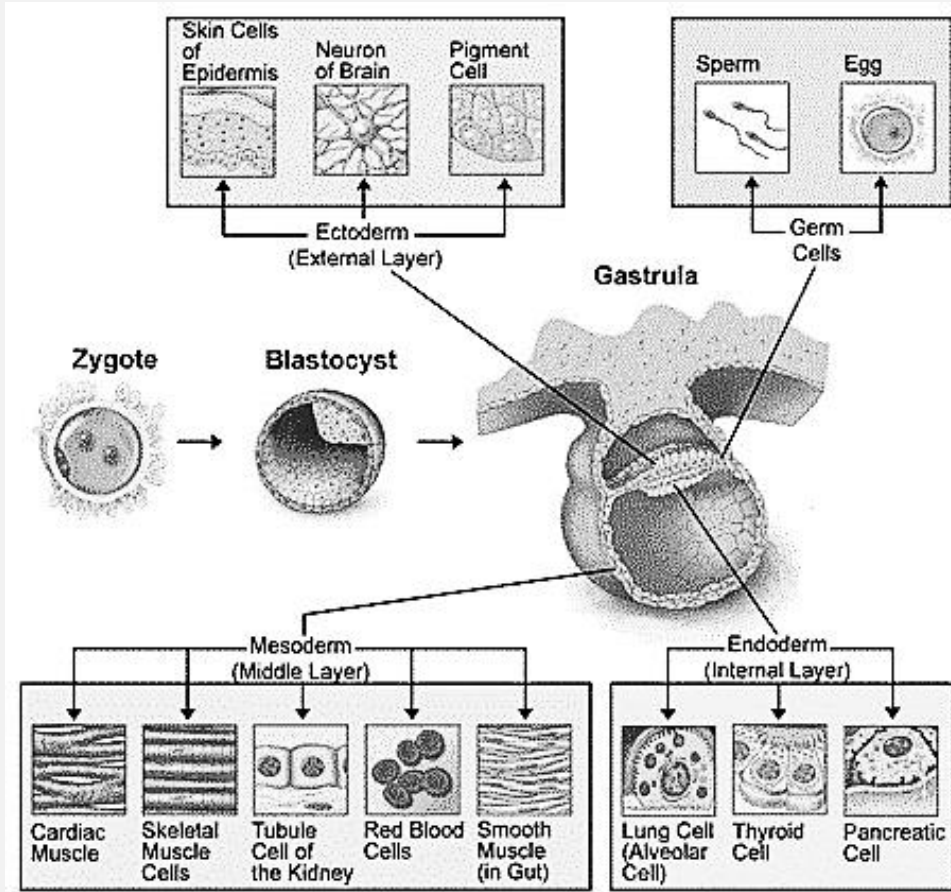 Skin Cells
of
Epidermis
Neuron
of Brain
Pigment
Cell
Sperm
Egg
Ectoderm
(External Layer)
Germ
Cells
Gastrula
Zygote
Blastocyst
Mesoderm
(Middle Layer)
Endoderm
(Internal Layer)
Cardiac
Muscle
Skeletal
Muscle
Cells
Tubule
Cell of
the Kidney
Red Blood
Cells
Smooth
Muscle
(in Gut)
Lung Cell
(Alveolar
Cell)
Thyroid
Cell
Pancreatic
Cell